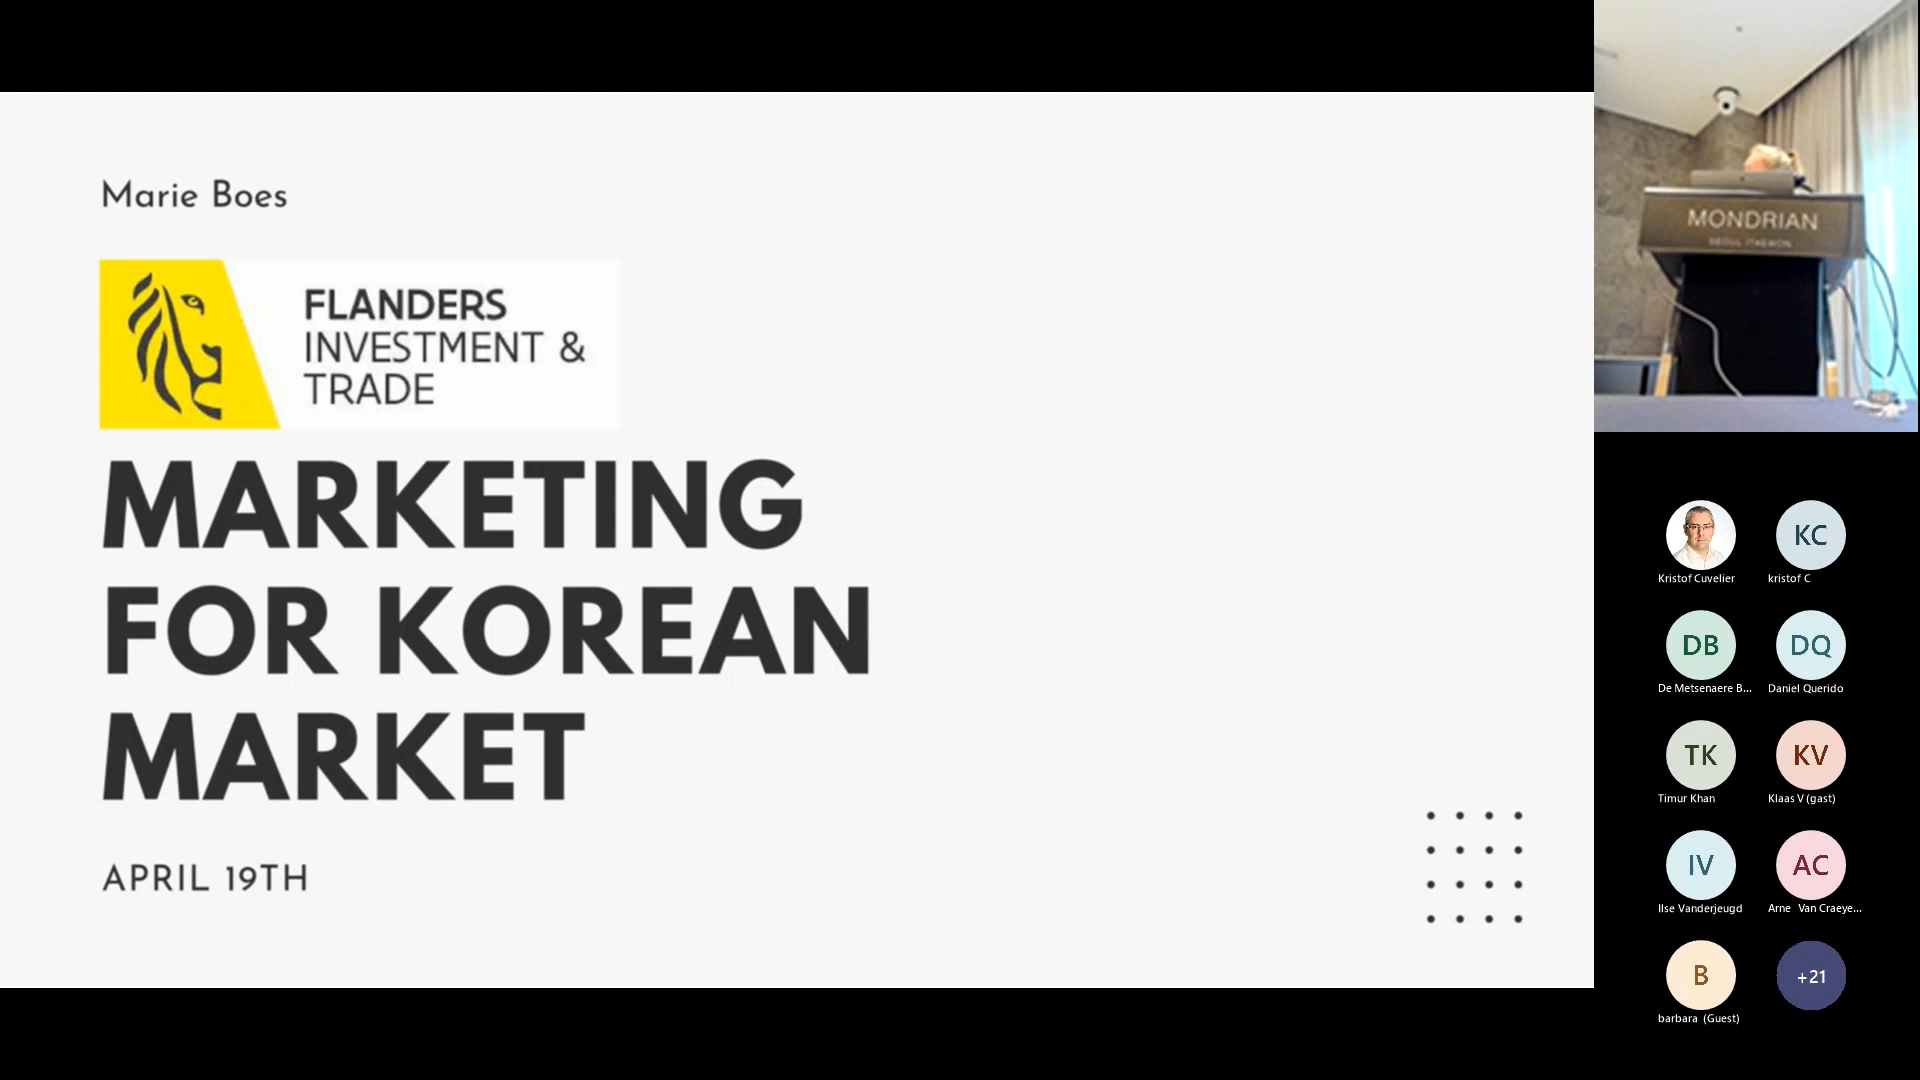 Marie Boes
FLANDERS
INVESTMENT &
TRADE
MARKETING
FOR KOREAN
MARKET
APRIL 19TH
MONDRIAN
SEOUL ITAEWON
KC
Kristof Cuvelier
kristof C
DB
DQ
De Metsenaere B...
Daniel Querido
TK
KV
Timur Khan
Klaas V (gast)
IV
AC
Ilse Vanderjeugd
Arne Van Craeye...
B
+21
barbara (Guest)